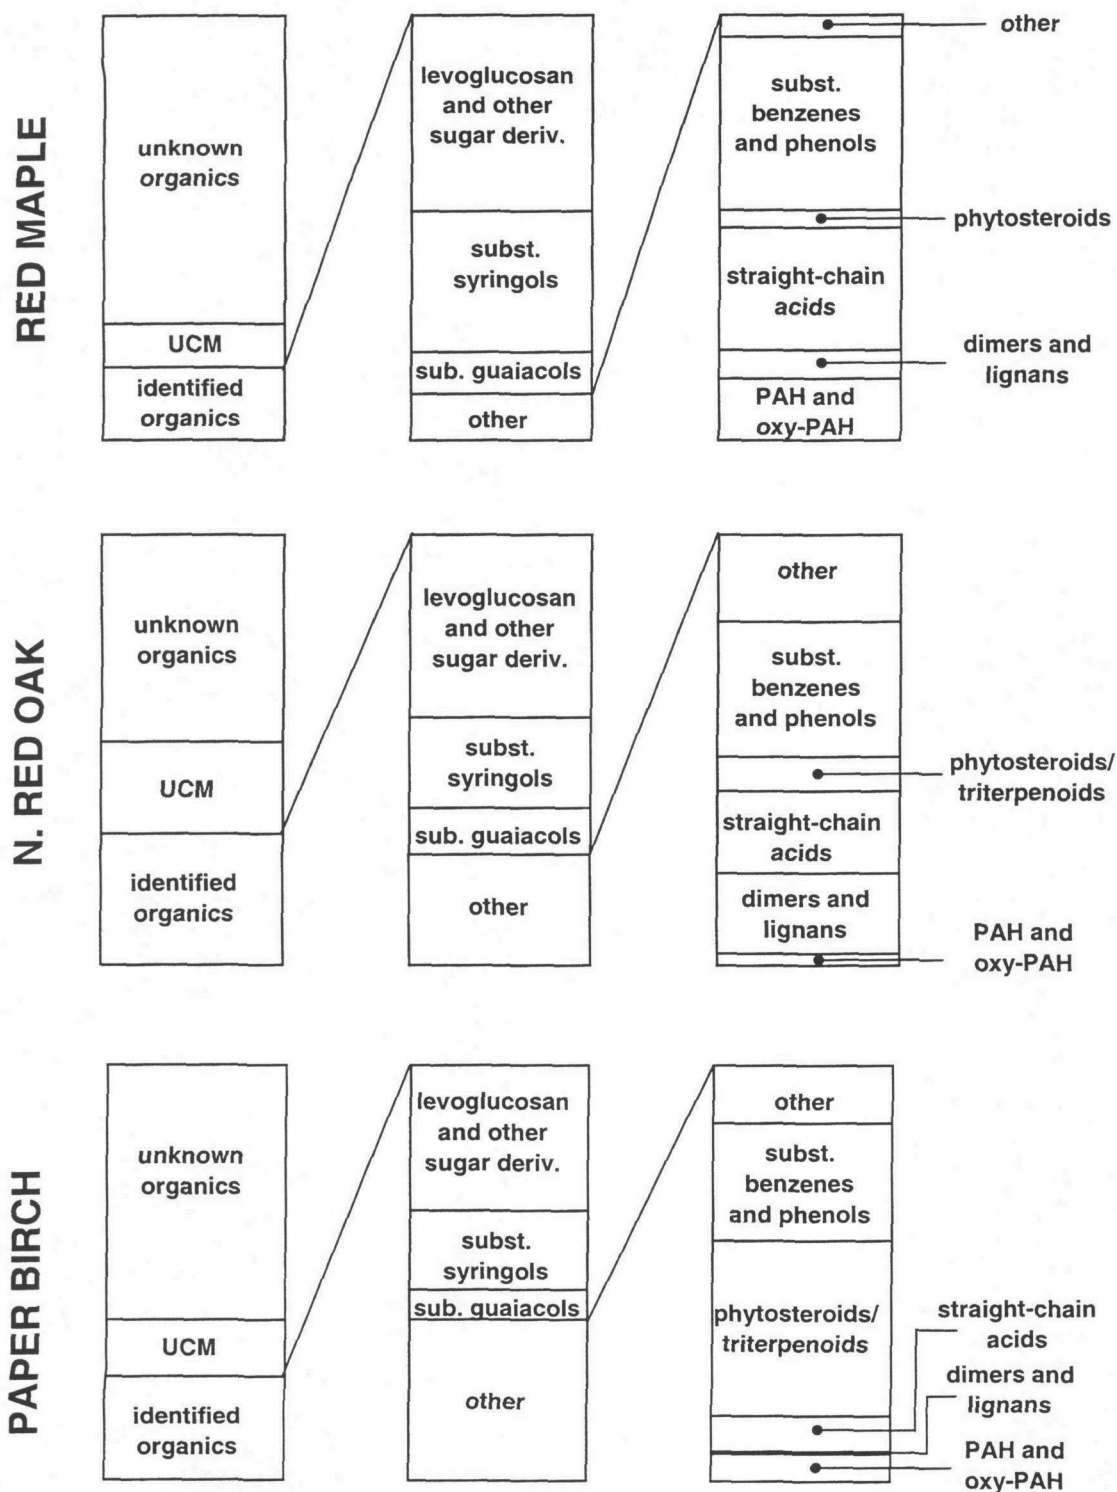 RED MAPLE
unknown
organics
UCM
identified
organics
levoglucosan
and other
sugar deriv.
subst.
syringols
sub. guaiacols
other
other
subst.
benzenes
and phenols
phytosteroids
straight-chain
acids
dimers and
lignans
PAH and
oxy-PAH
N. RED OAK
unknown
organics
UCM
identified
organics
levoglucosan
and other
sugar deriv.
subst.
syringols
sub. guaiacols
other
other
subst.
benzenes
and phenols
phytosteroids/
triterpenoids
straight-chain
acids
dimers and
lignans
PAH and
oxy-PAH
PAPER BIRCH
unknown
organics
UCM
identified
organics
levoglucosan
and other
sugar deriv.
subst.
syringols
sub. guaiacols
other
other
subst.
benzenes
and phenols
phytosteroids/
triterpenoids
straight-chain
acids
dimers and
lignans
PAH and
oxy-PAH